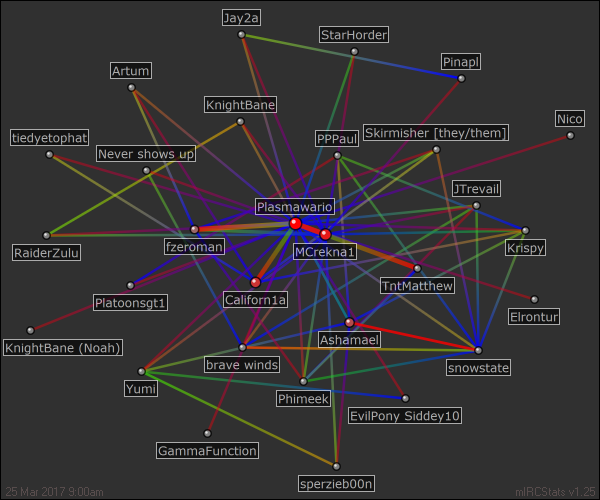 Jay2a
StarHorder
Pinapl
Artum
KnightBane
Nico
Skirmisher [they/them]
tiedyetophat
PPPaul
Never shows up
JTrevail
Plasmawario
fzeroman
MCrekna1
Krispy
RaiderZulu
TntMatthew
Platoonsgt1
Californ1a
Elrontur
Ashamael
KnightBane (Noah)
brave winds
snowstate
Yumi
Phimeek
EvilPony Siddey10
GammaFunction
sperzieb00n
25 Mar 2017 9:00am
mIRCStats v1.25